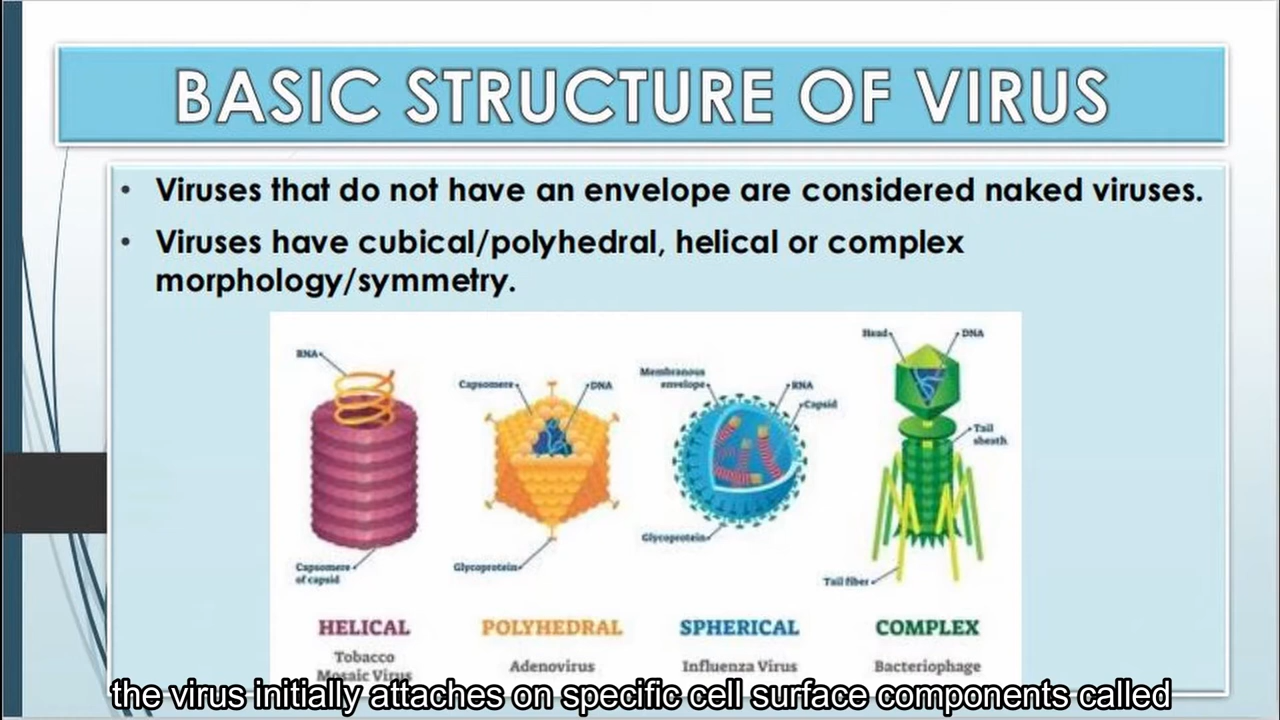 BASIC STRUCTURE OF VIRUS
• Viruses that do not have an envelope are considered naked viruses.
• Viruses have cubical/polyhedral, helical or complex
morphology/symmetry.
RNA
Capsomere
of capsid
HELICAL
Tobacco
Mosaic Virus
Capsomere
DNA
Glycoprotein
POLYHEDRAL
Adenovirus
Membranous
envelope
RNA
Capsid
Glycoprotein
SPHERICAL
Influenza Virus
Head
DNA
Tail
sheath
Tail fiber
COMPLEX
Bacteriophage
the virus initially attaches on specific cell surface components called